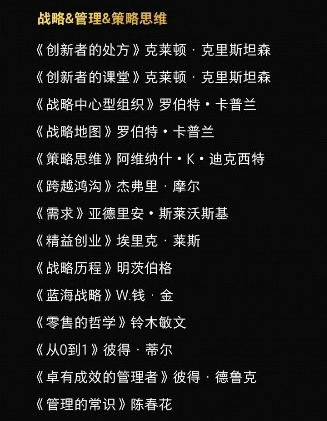 战略&管理&策略思维
《创新者的处方》克莱顿·克里斯坦森
《创新者的课堂》克莱顿·克里斯坦森
《战略中心型组织》罗伯特•卡普兰
《战略地图》罗伯特•卡普兰
《策略思维》阿维纳什•K•迪克西特
《跨越鸿沟》杰弗里·摩尔
《需求》亚德里安•斯莱沃斯基
《精益创业》埃里克·莱斯
《战略历程》明茨伯格
《蓝海战略》W.钱·金
《零售的哲学》铃木敏文
《从0到1》彼得·蒂尔
《卓有成效的管理者》彼得·德鲁克
《管理的常识》陈春花